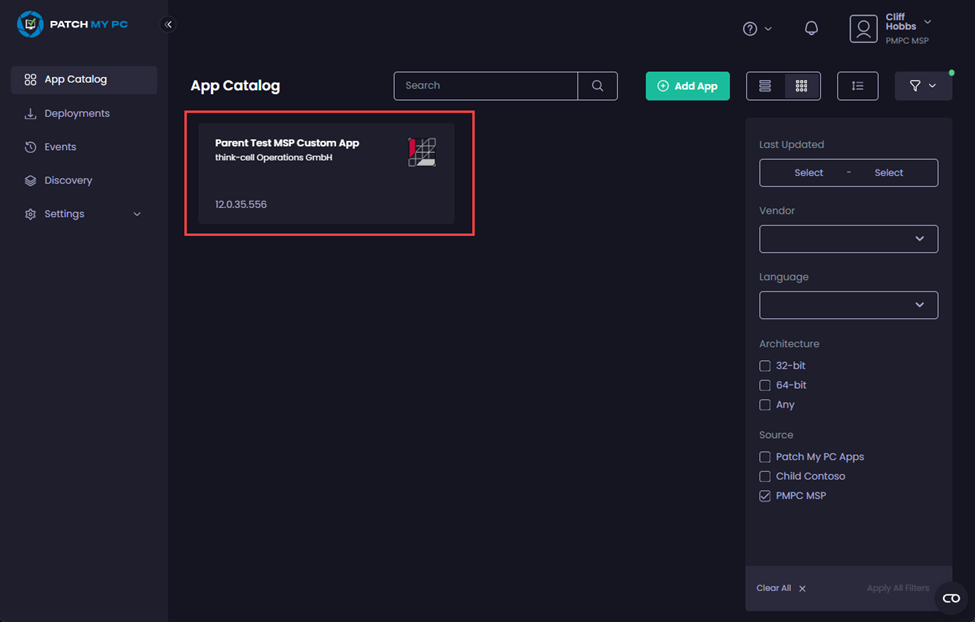 PATCH MY PC
Cliff
Hobbs
PMPC MSP
App Catalog
Deployments
Events
Discovery
Settings
App Catalog
Search
Add App
Parent Test MSP Custom App
think-cell Operations GmbH
12.0.35.556
Last Updated
Select - Select
Vendor
Language
Architecture
32-bit
64-bit
Any
Source
Patch My PC Apps
Child Contoso
PMPC MSP
Clear All
Apply All Filters